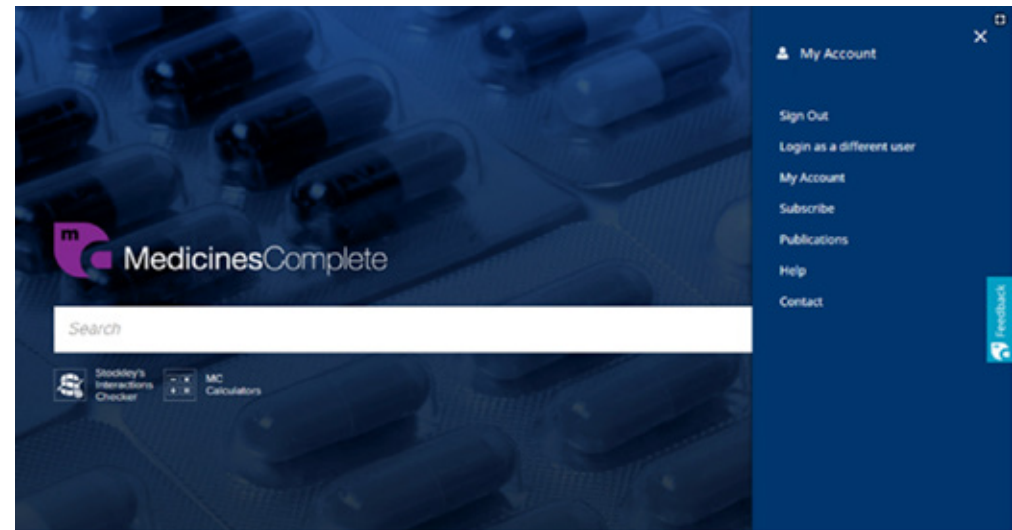 My Account
Sign Out
Login as a different user
My Account
Subscribe
Publications
Help
Contact
m
MedicinesComplete
Search
Stockley's
Interactions
Checker
MC
Calculators
Feedback